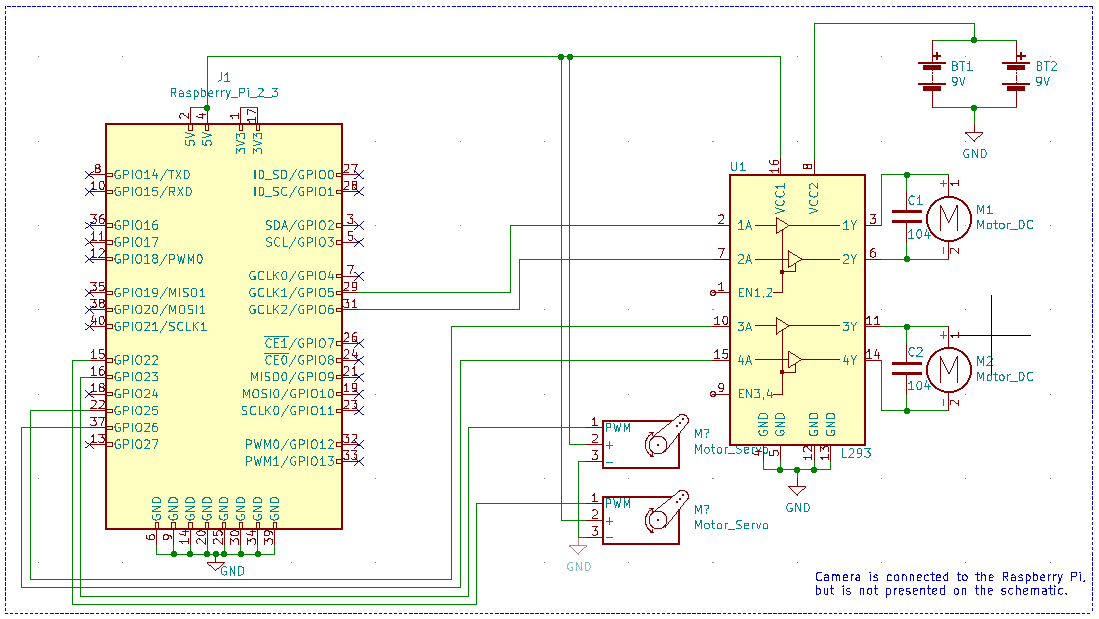 J1
Raspberry_Pi_2_3
2
4
1
17
5V
5V
3V3
3V3
8
GPIO14/TXD
10
GPIO15/RXD
36
GPIO16
11
GPIO17
12
GPIO18/PWM0
35
GPIO19/MISO1
38
GPIO20/MOSI1
40
GPIO21/SCLK1
15
GPIO22
16
GPIO23
18
GPIO24
22
GPIO25
37
GPIO26
13
GPIO27
ID_SD/GPIO0
27
ID_SC/GPIO1
28
SDA/GPIO2
3
SCL/GPIO3
5
GCLK0/GPIO4
7
GCLK1/GPIO5
29
GCLK2/GPIO6
31
CE1/GPIO7
26
CE0/GPIO8
24
MISO0/GPIO9
21
MOSI0/GPIO10
19
SCLK0/GPIO11
23
PWM0/GPIO12
32
PWM1/GPIO13
33
GND
GND
GND
GND
GND
GND
GND
GND
6
9
14
20
25
30
34
39
GND
1
PWM
2
+
3
-
M?
Motor_Servo
1
PWM
2
+
3
-
M?
Motor_Servo
GND
U1
16
8
VCC1
VCC2
2
1A
1Y
3
7
2A
2Y
6
1
EN1,2
10
3A
3Y
11
15
4A
4Y
14
9
EN3,4
GND
GND
GND
GND
4
5
12
13
L293
GND
+
BT1
9V
+
BT2
9V
GND
C1
104
+
1
M
-
2
M1
Motor_DC
C2
104
+
1
M
-
2
M2
Motor_DC
Camera is connected to the Raspberry Pi,
but is not presented on the schematic.